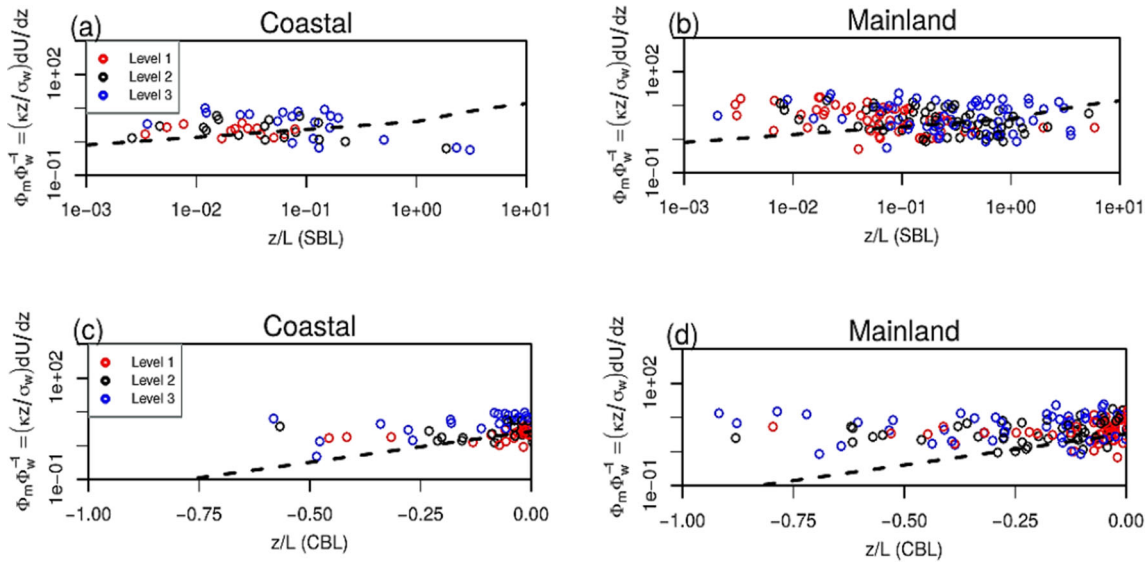 (a) Coastal
Φₘ Φ_w⁻¹ = (κz/σ_w)dU/dz
1e+02
1e-01
Level 1
Level 2
Level 3
1e-03 1e-02 1e-01 1e+00 1e+01
z/L (SBL)
(b) Mainland
Φₘ Φ_w⁻¹ = (κz/σ_w)dU/dz
1e+02
1e-01
1e-03 1e-02 1e-01 1e+00 1e+01
z/L (SBL)
(c) Coastal
Φₘ Φ_w⁻¹ = (κz/σ_w)dU/dz
1e+02
1e-01
Level 1
Level 2
Level 3
−1.00 −0.75 −0.50 −0.25 0.00
z/L (CBL)
(d) Mainland
Φₘ Φ_w⁻¹ = (κz/σ_w)dU/dz
1e+02
1e-01
−1.00 −0.75 −0.50 −0.25 0.00
z/L (CBL)